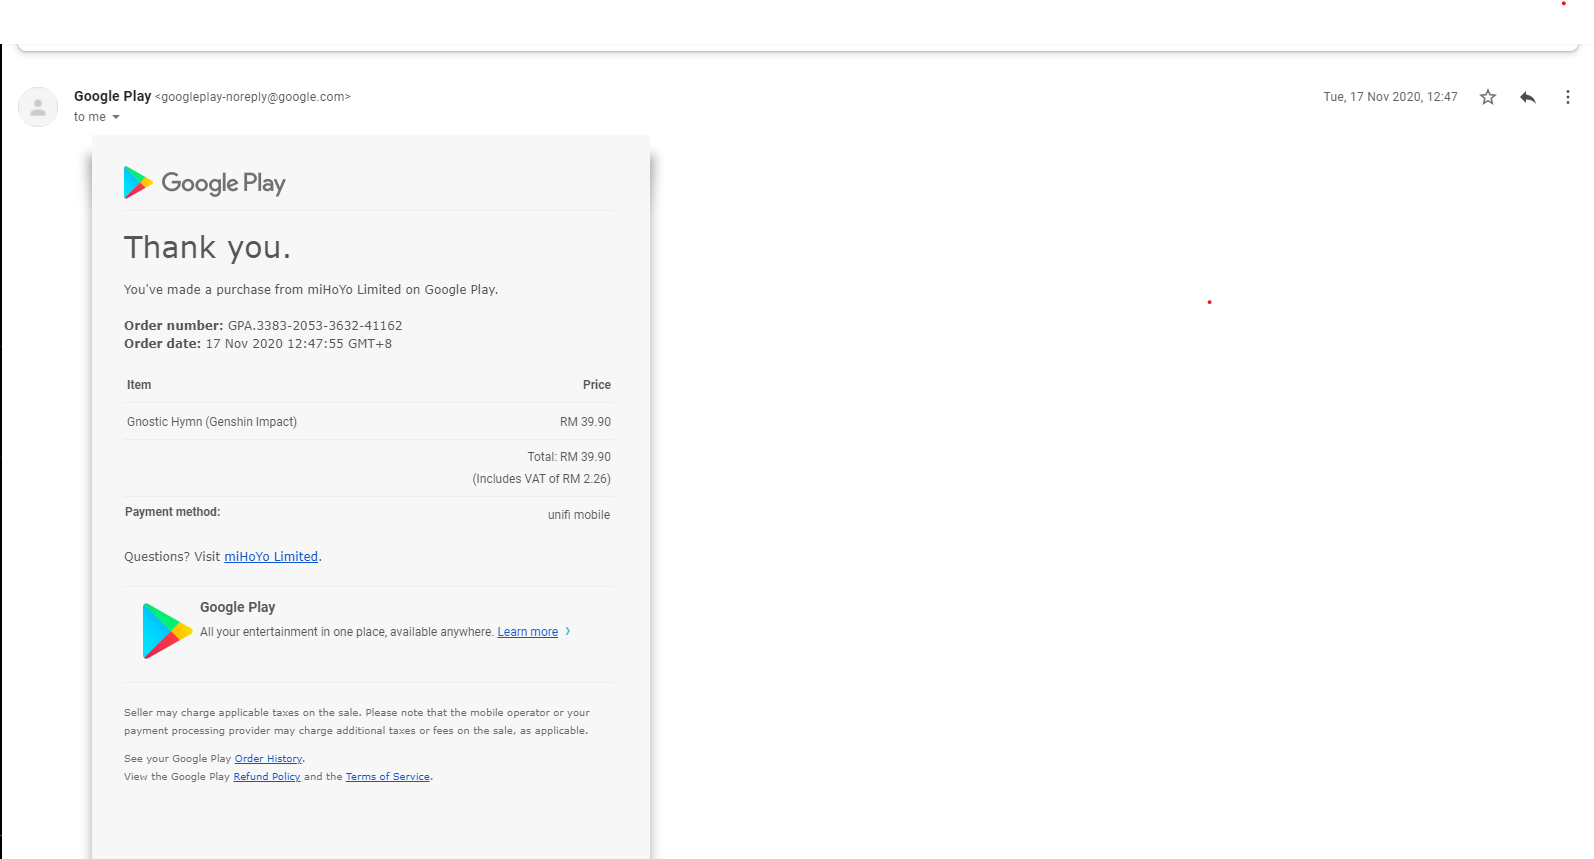 Google Play <googleplay-noreply@google.com>
Tue, 17 Nov 2020, 12:47
to me
Google Play
Thank you.
You've made a purchase from miHoYo Limited on Google Play.
Order number: GPA.3383-2053-3632-41162
Order date: 17 Nov 2020 12:47:55 GMT+8
Item Price
Gnostic Hymn (Genshin Impact) RM 39.90
Total: RM 39.90
(Includes VAT of RM 2.26)
Payment method: unifi mobile
Questions? Visit miHoYo Limited.
Google Play
All your entertainment in one place, available anywhere. Learn more ›
Seller may charge applicable taxes on the sale. Please note that the mobile operator or your
payment processing provider may charge additional taxes or fees on the sale, as applicable.
See your Google Play Order History.
View the Google Play Refund Policy and the Terms of Service.